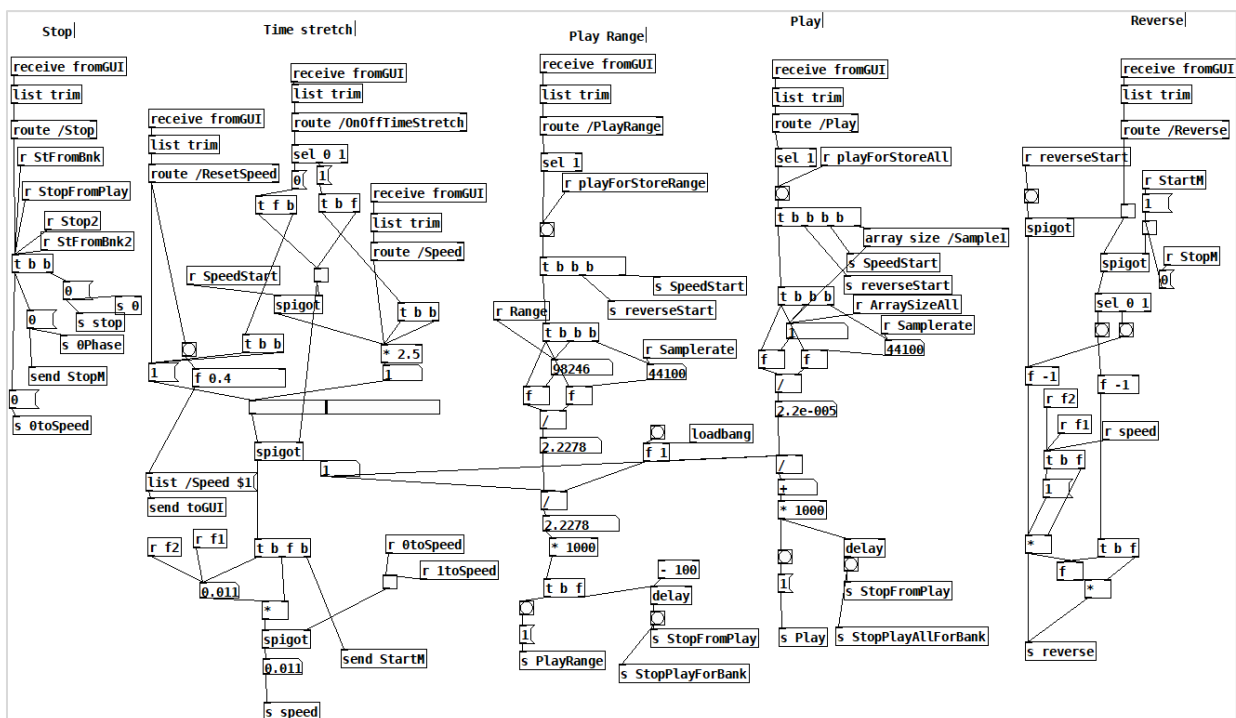 Stop
receive fromGUI
list trim
route /Stop
r StFromBnk
r StopFromPlay
r Stop2
r StFromBnk2
t b b
0
s 0
0
s stop
s 0Phase
send StopM
0
s 0toSpeed
Time stretch
receive fromGUI
list trim
route /OnOffTimeStretch
sel 0 1
0
1
t f b
t b f
receive fromGUI
list trim
route /ResetSpeed
receive fromGUI
list trim
route /Speed
r SpeedStart
spigot
t b b
t b b
* 2.5
1
1
f 0.4
spigot
1
list /Speed $1
send toGUI
r f2
r f1
t b f b
0.011
*
r 0toSpeed
r 1toSpeed
spigot
send StartM
0.011
s speed
Play Range
receive fromGUI
list trim
route /PlayRange
sel 1
r playForStoreRange
t b b b
s SpeedStart
s reverseStart
r Range
t b b b
r Samplerate
98246
44100
f
f
/
2.2278
loadbang
f 1
/
2.2278
* 1000
t b f
- 100
delay
1
s StopFromPlay
s PlayRange
s StopPlayForBank
Play
receive fromGUI
list trim
route /Play
sel 1
r playForStoreAll
t b b b b
array size /Sample1
s SpeedStart
s reverseStart
t b b b
r ArraySizeAll
1
r Samplerate
44100
f
f
/
2.2e-005
/
+
* 1000
delay
1
s StopFromPlay
s Play
s StopPlayAllForBank
Reverse
receive fromGUI
list trim
route /Reverse
r reverseStart
r StartM
1
spigot
r StopM
spigot
0
sel 0 1
f -1
f -1
r f2
r f1
r speed
t b f
1
*
t b f
f
*
s reverse